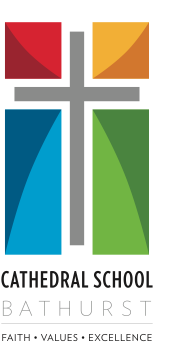 CATHEDRAL SCHOOL
BATHURST
FAITH • VALUES • EXCELLENCE